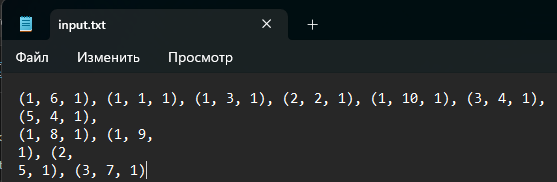 input.txt
Файл Изменить Просмотр
(1, 6, 1), (1, 1, 1), (1, 3, 1), (2, 2, 1), (1, 10, 1), (3, 4, 1),
(5, 4, 1),
(1, 8, 1), (1, 9,
1), (2,
5, 1), (3, 7, 1)